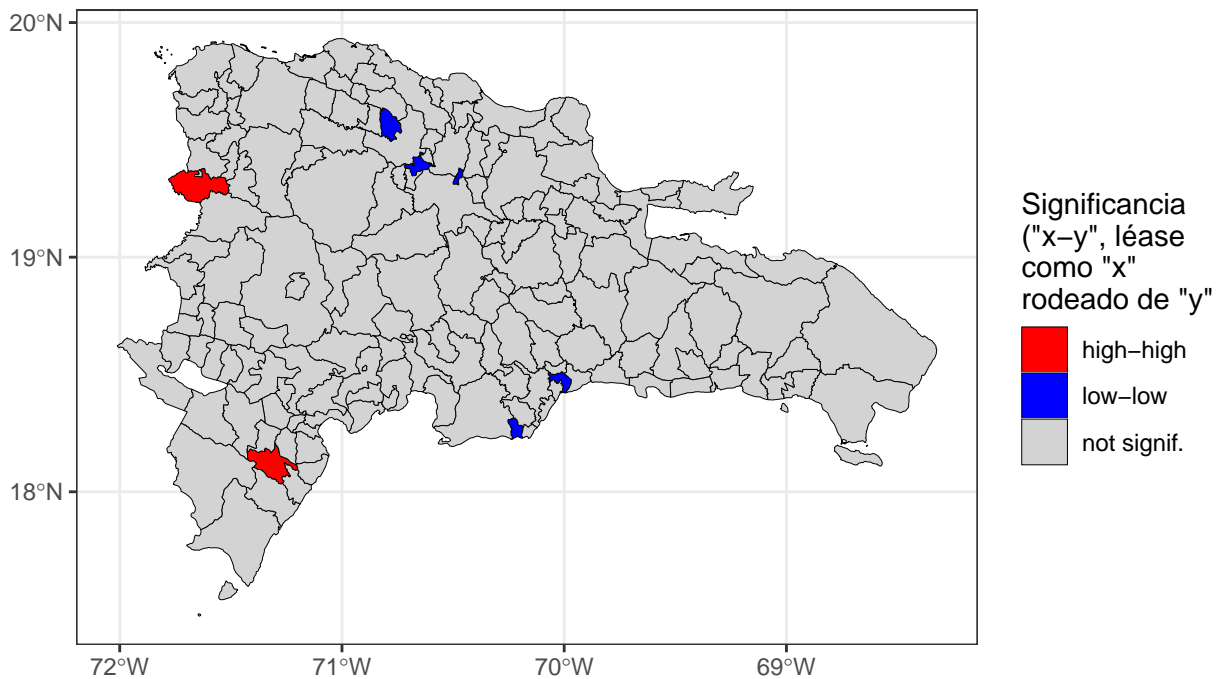 20°N
19°N
18°N
72°W
71°W
70°W
69°W
Significancia
("x−y", léase
como "x"
rodeado de "y"
high−high
low−low
not signif.